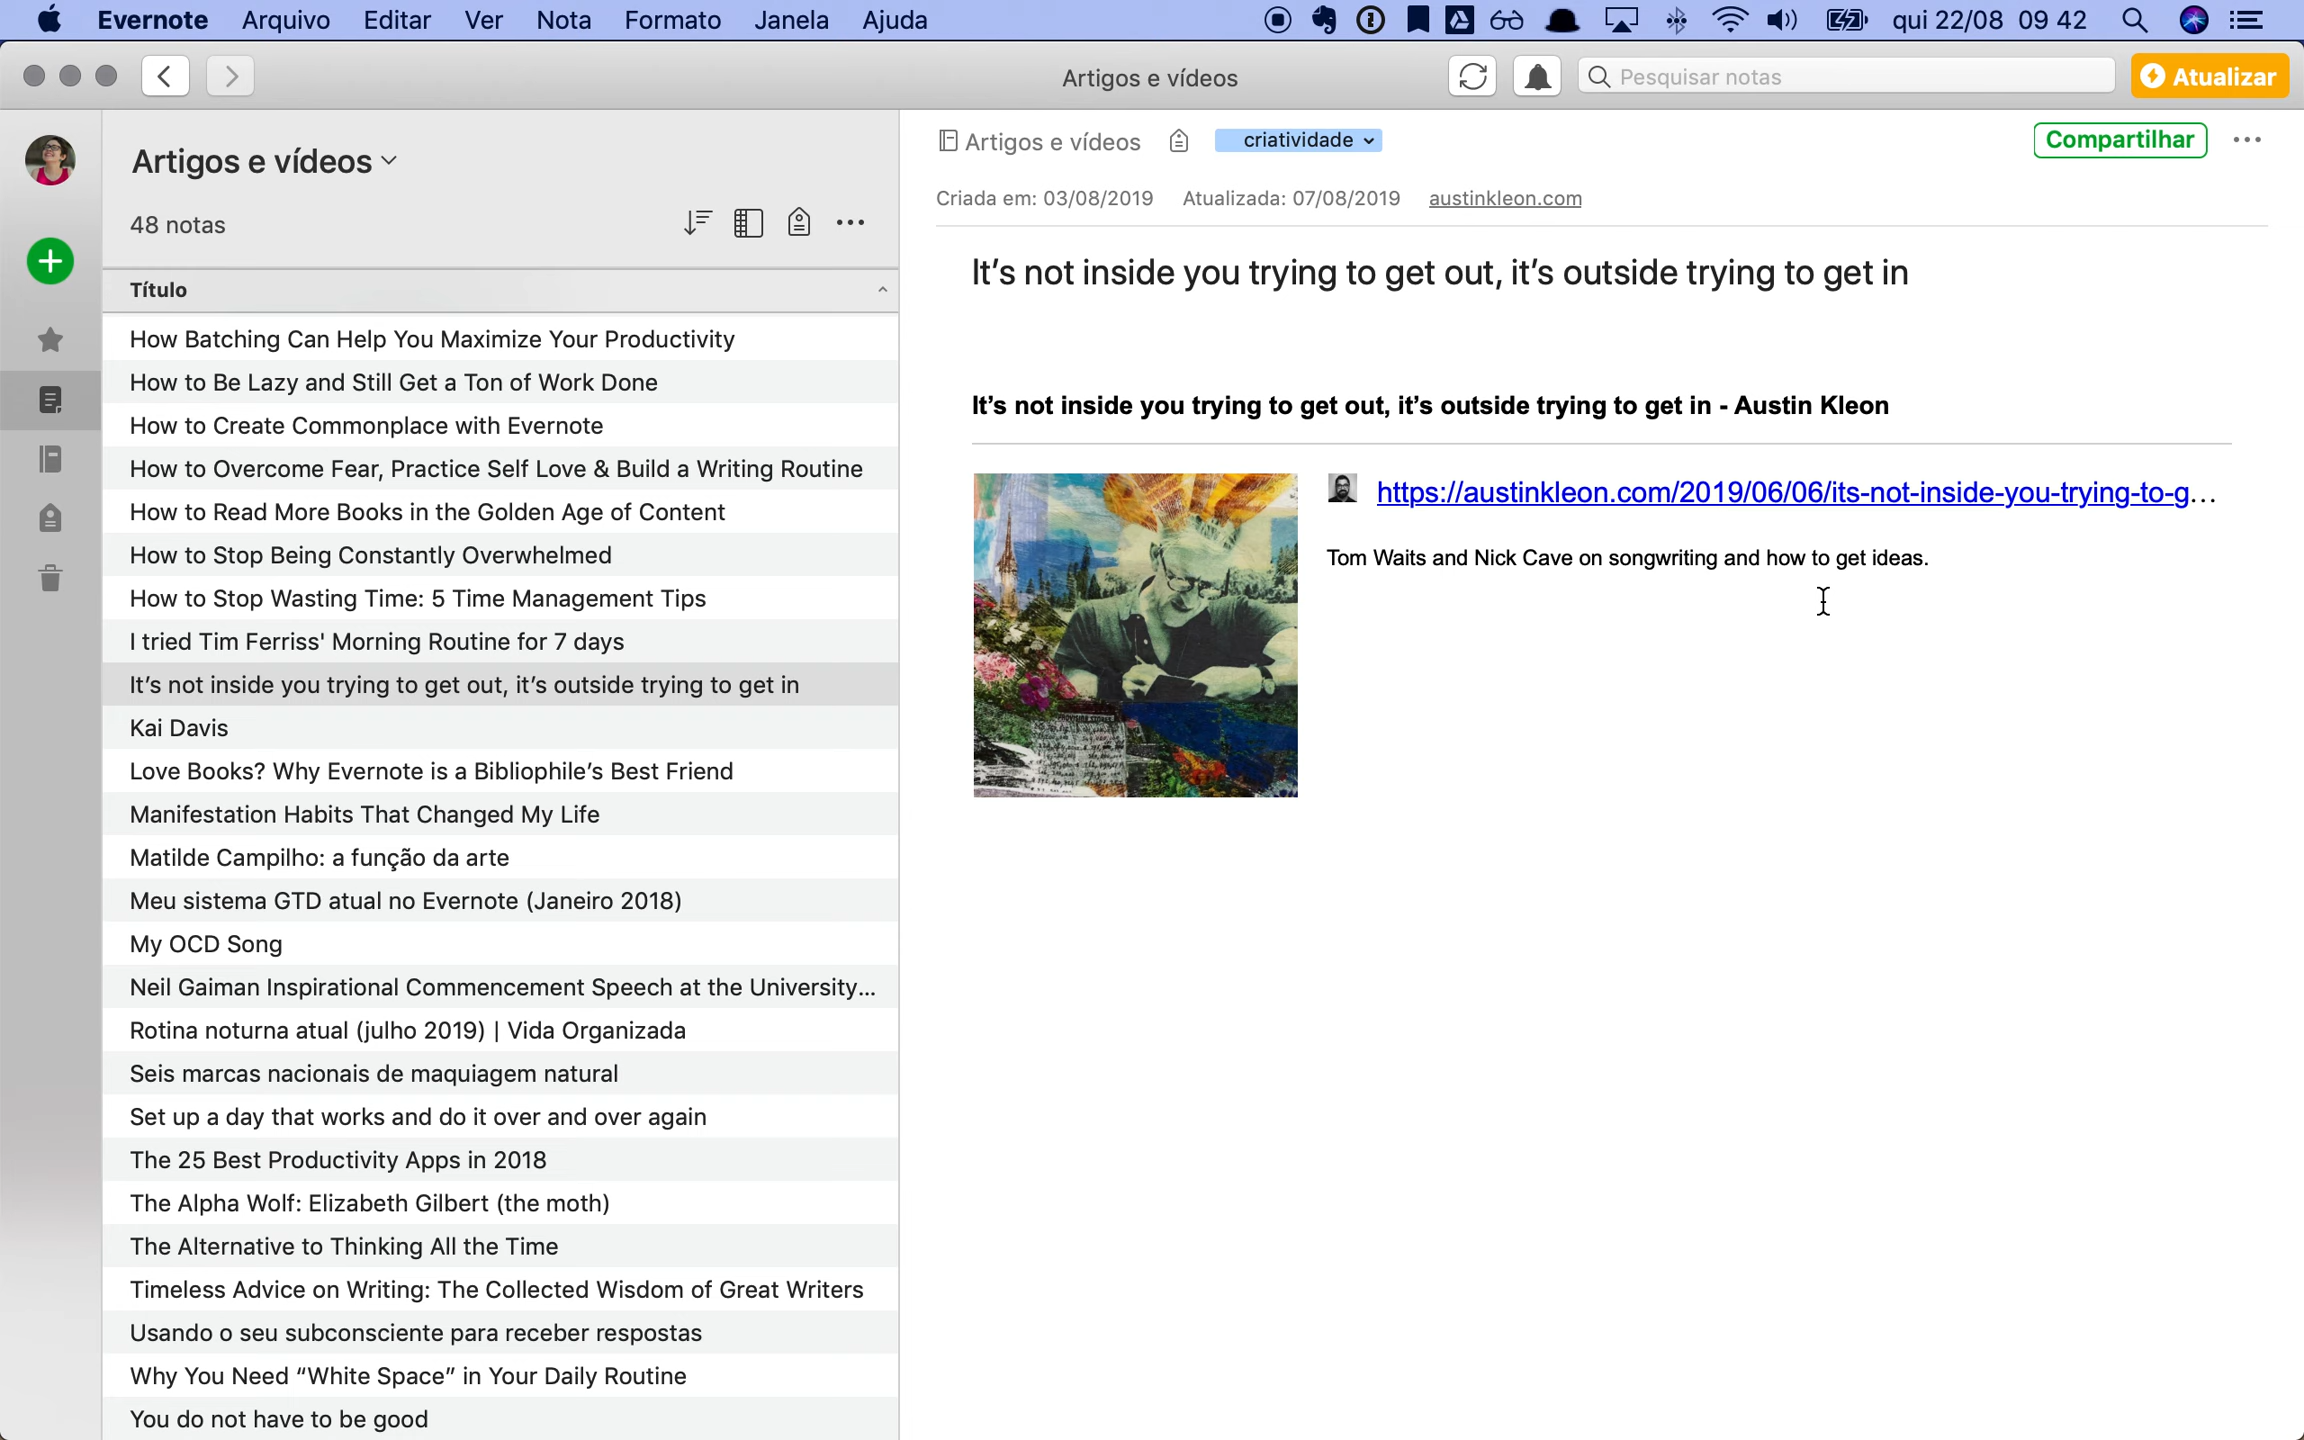 Evernote Arquivo Editar Ver Nota Formato Janela Ajuda qui 22/08 09 42
Artigos e vídeos Pesquisar notas Atualizar
Artigos e vídeos
48 notas
Título
How Batching Can Help You Maximize Your Productivity
How to Be Lazy and Still Get a Ton of Work Done
How to Create Commonplace with Evernote
How to Overcome Fear, Practice Self Love & Build a Writing Routine
How to Read More Books in the Golden Age of Content
How to Stop Being Constantly Overwhelmed
How to Stop Wasting Time: 5 Time Management Tips
I tried Tim Ferriss' Morning Routine for 7 days
It’s not inside you trying to get out, it’s outside trying to get in
Kai Davis
Love Books? Why Evernote is a Bibliophile’s Best Friend
Manifestation Habits That Changed My Life
Matilde Campilho: a função da arte
Meu sistema GTD atual no Evernote (Janeiro 2018)
My OCD Song
Neil Gaiman Inspirational Commencement Speech at the University...
Rotina noturna atual (julho 2019) | Vida Organizada
Seis marcas nacionais de maquiagem natural
Set up a day that works and do it over and over again
The 25 Best Productivity Apps in 2018
The Alpha Wolf: Elizabeth Gilbert (the moth)
The Alternative to Thinking All the Time
Timeless Advice on Writing: The Collected Wisdom of Great Writers
Usando o seu subconsciente para receber respostas
Why You Need “White Space” in Your Daily Routine
You do not have to be good
Artigos e vídeos criatividade Compartilhar
Criada em: 03/08/2019 Atualizada: 07/08/2019 austinkleon.com
It’s not inside you trying to get out, it’s outside trying to get in
It’s not inside you trying to get out, it’s outside trying to get in - Austin Kleon
https://austinkleon.com/2019/06/06/its-not-inside-you-trying-to-g...
Tom Waits and Nick Cave on songwriting and how to get ideas.